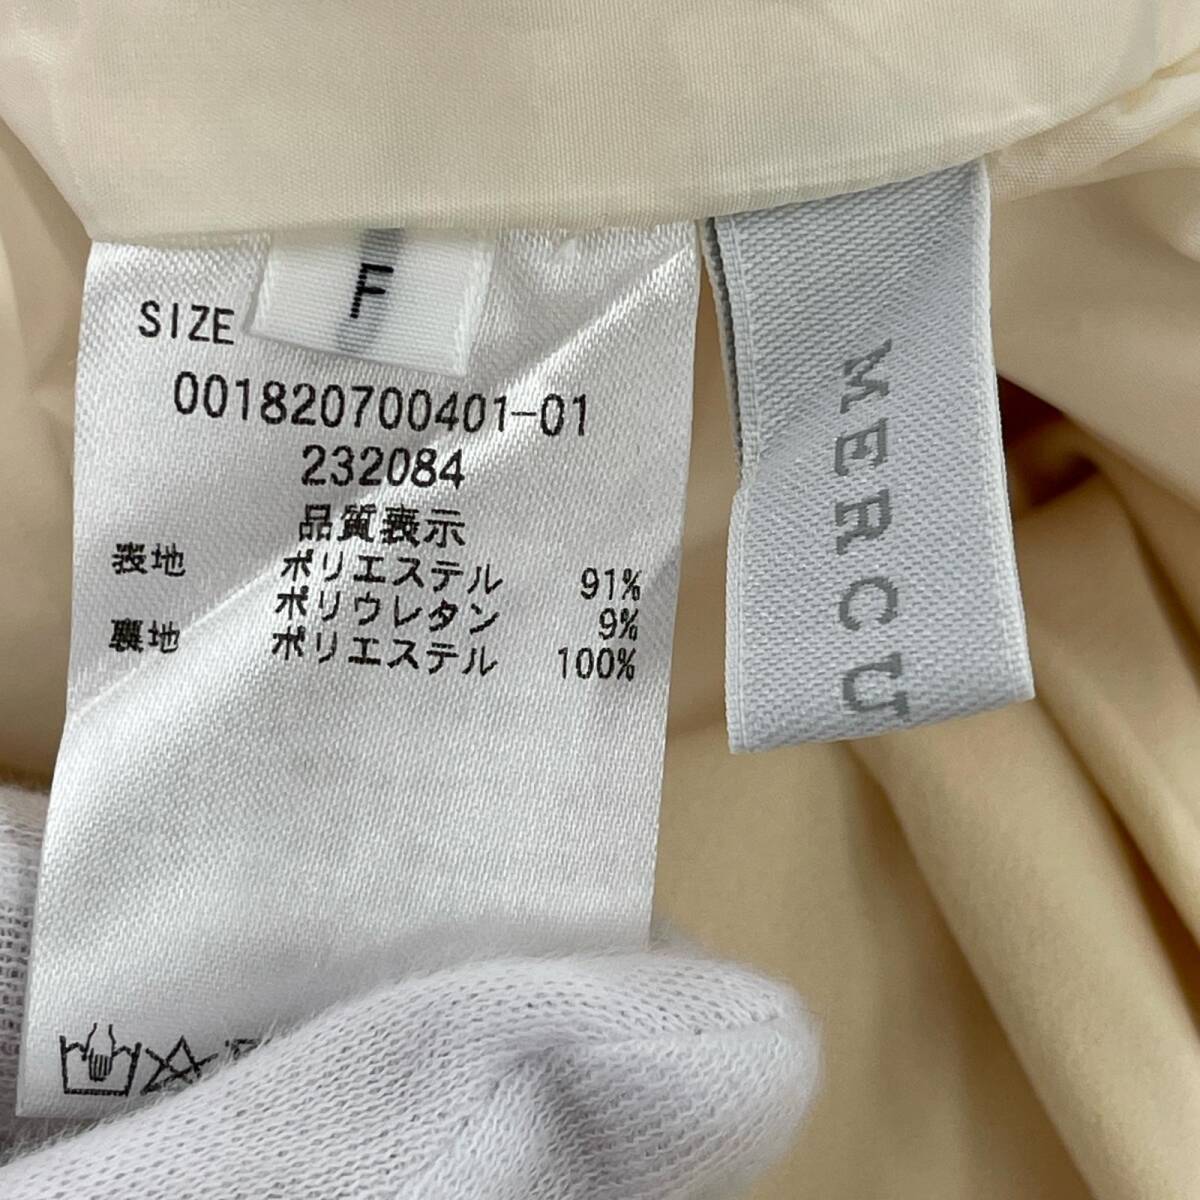 F
SIZE
001820700401-01
232084
品質表示
表地 ポリエステル 91%
ポリウレタン 9%
裏地 ポリエステル 100%
MERCU